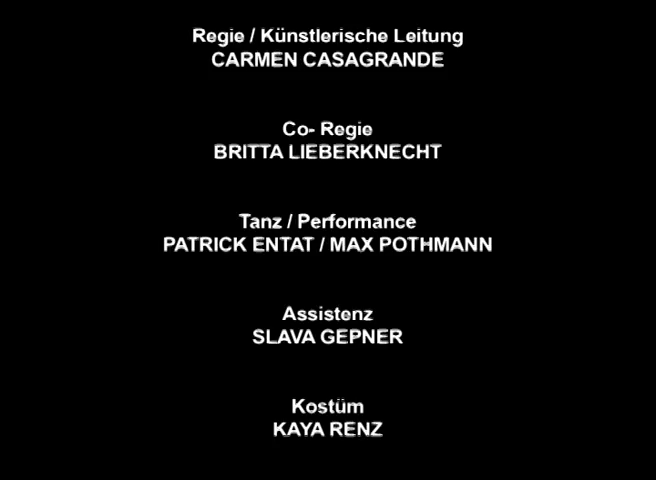 Regie / Künstlerische Leitung
CARMEN CASAGRANDE
Co- Regie
BRITTA LIEBERKNECHT
Tanz / Performance
PATRICK ENTAT / MAX POTHMANN
Assistenz
SLAVA GEPNER
Kostüm
KAYA RENZ